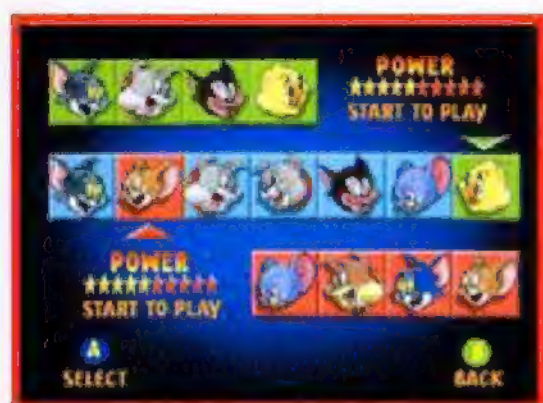 POWER
START TO PLAY
POWER
START TO PLAY
A
B
SELECT
BACK